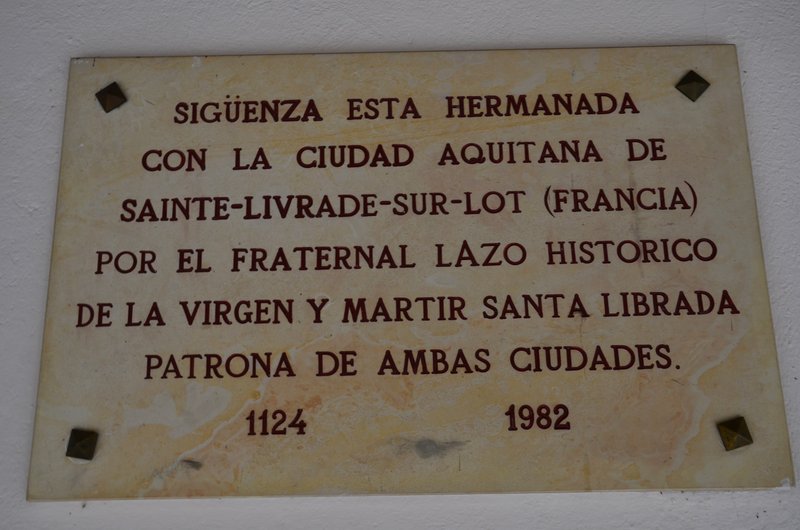 SIGÜENZA ESTA HERMANADA
CON LA CIUDAD AQUITANA DE
SAINTE-LIVRADE-SUR-LOT (FRANCIA)
POR EL FRATERNAL LAZO HISTORICO
DE LA VIRGEN Y MARTIR SANTA LIBRADA
PATRONA DE AMBAS CIUDADES.
1124 1982